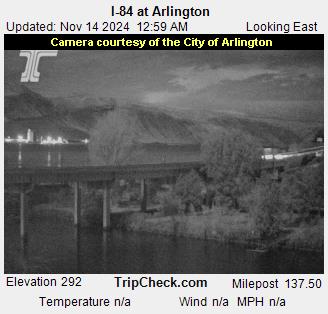 I-84 at Arlington
Updated: Nov 14 2024 12:59 AM Looking East
Camera courtesy of the City of Arlington
Elevation 292 TripCheck.com Milepost 137.50
Temperature n/a Wind n/a MPH n/a